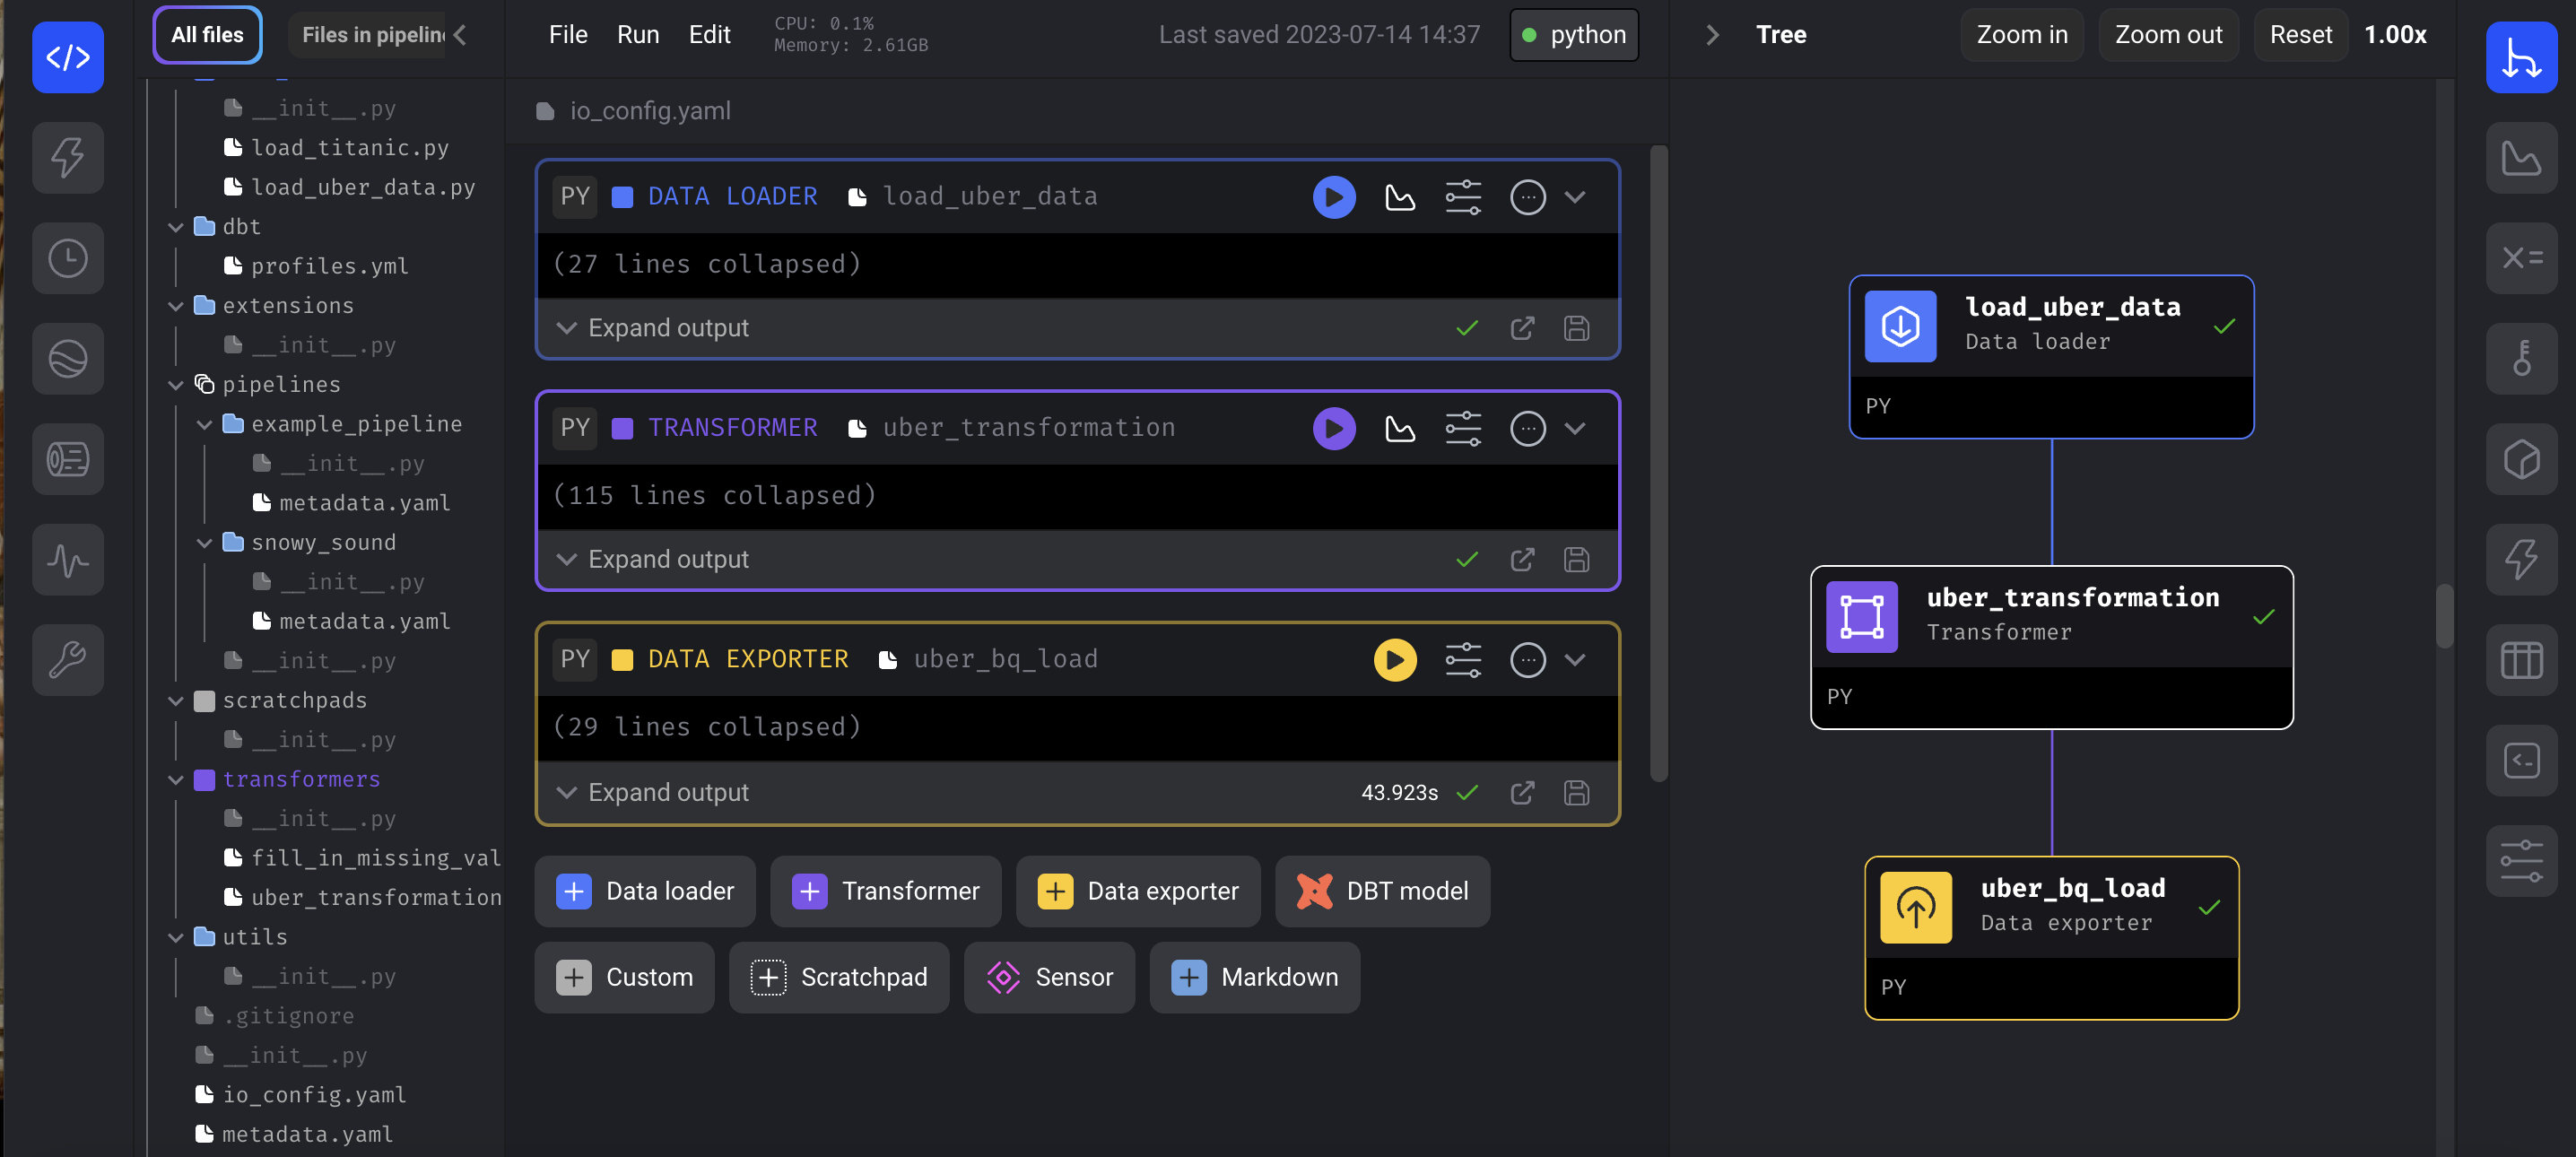 All files
Files in pipelin
__init__.py
load_titanic.py
load_uber_data.py
dbt
profiles.yml
extensions
__init__.py
pipelines
example_pipeline
__init__.py
metadata.yaml
snowy_sound
__init__.py
metadata.yaml
__init__.py
scratchpads
__init__.py
transformers
__init__.py
fill_in_missing_val
uber_transformation
utils
__init__.py
.gitignore
__init__.py
io_config.yaml
metadata.yaml
File Run Edit
CPU: 0.1%
Memory: 2.61GB
Last saved 2023-07-14 14:37
python
io_config.yaml
PY DATA LOADER load_uber_data
(27 lines collapsed)
Expand output
PY TRANSFORMER uber_transformation
(115 lines collapsed)
Expand output
PY DATA EXPORTER uber_bq_load
(29 lines collapsed)
Expand output 43.923s
Data loader Transformer Data exporter DBT model
Custom Scratchpad Sensor Markdown
Tree Zoom in Zoom out Reset 1.00x
load_uber_data
Data loader
PY
uber_transformation
Transformer
PY
uber_bq_load
Data exporter
PY